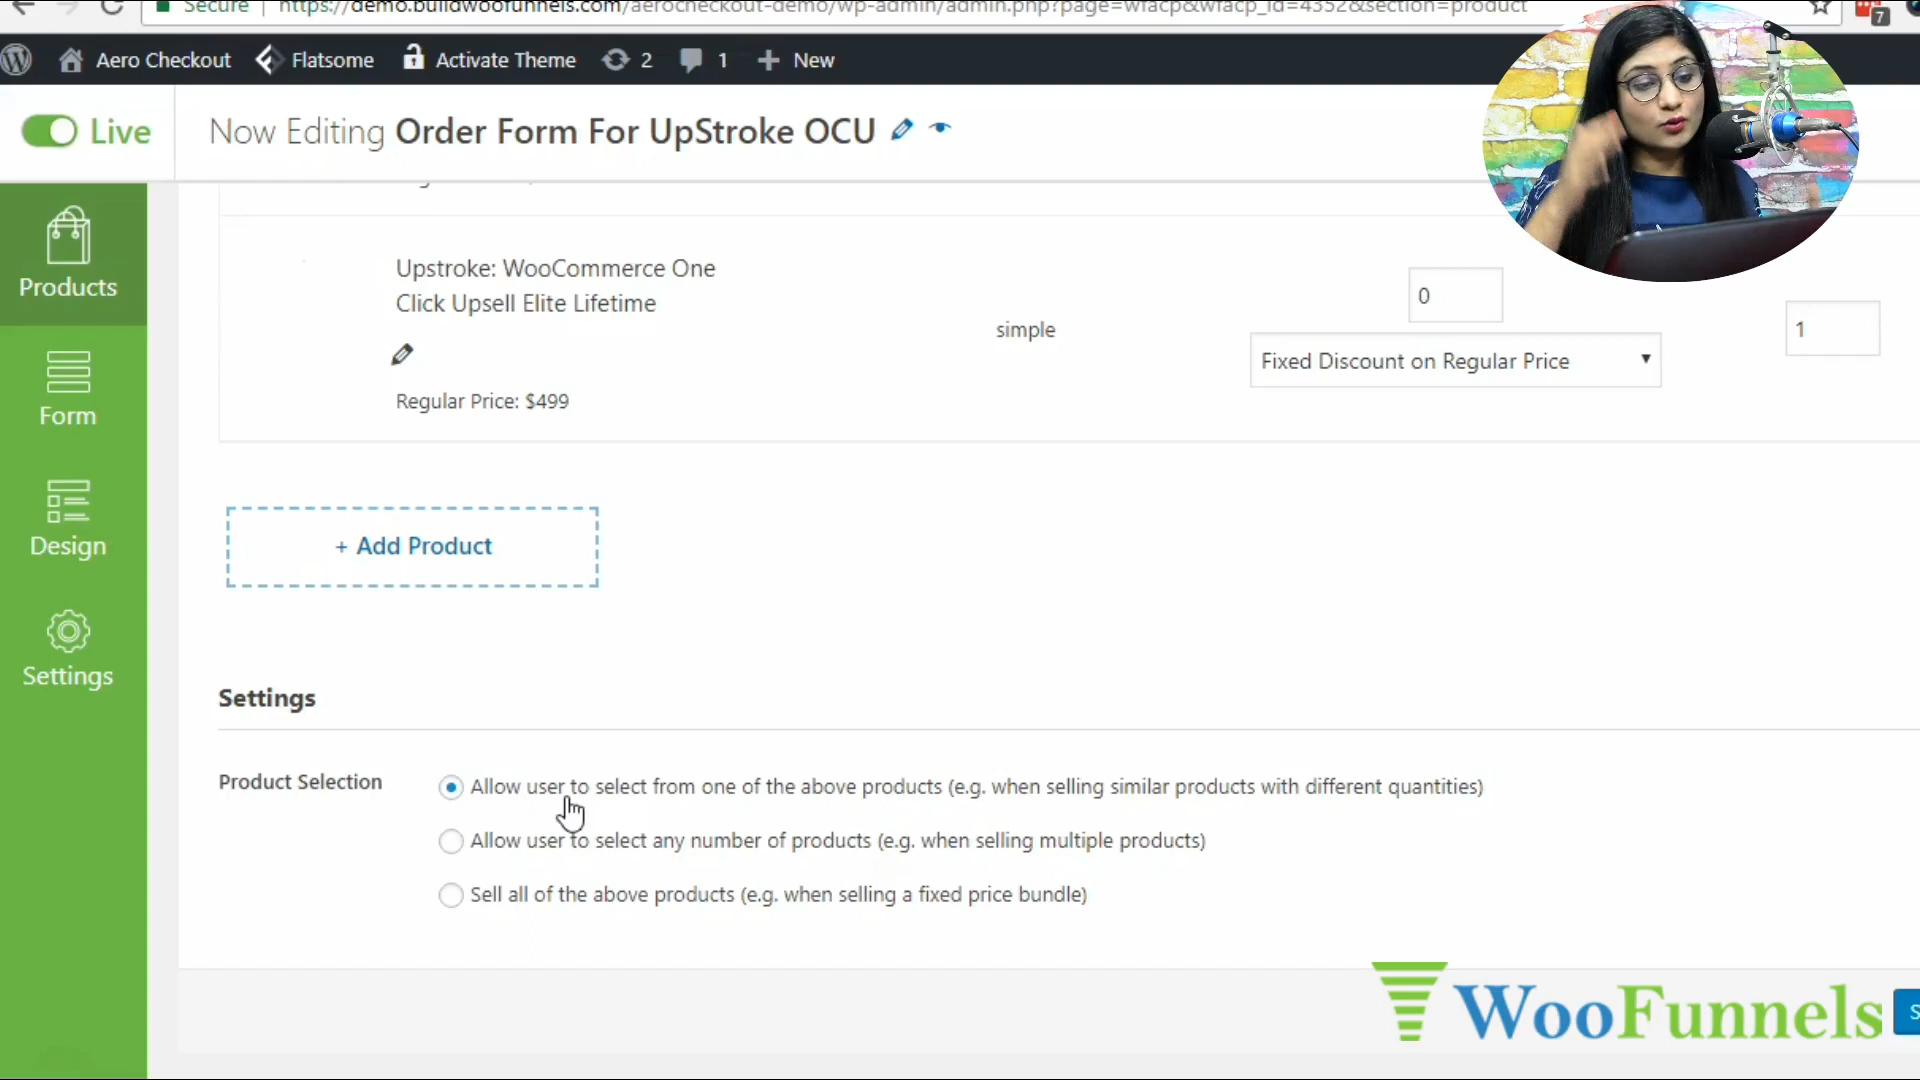 Secure
https://demo.buildwoofunnels.com/aerocheckout-demo/wp-admin/admin.php?page=wfacp&wfacp_id=4352&section=product
7
Aero Checkout Flatsome Activate Theme 2 1 New
Live
Now Editing Order Form For UpStroke OCU
Products
Form
Design
Settings
Upstroke: WooCommerce One
Click Upsell Elite Lifetime
Regular Price: $499
simple
0
Fixed Discount on Regular Price
1
+ Add Product
Settings
Product Selection
Allow user to select from one of the above products (e.g. when selling similar products with different quantities)
Allow user to select any number of products (e.g. when selling multiple products)
Sell all of the above products (e.g. when selling a fixed price bundle)
WooFunnels
S